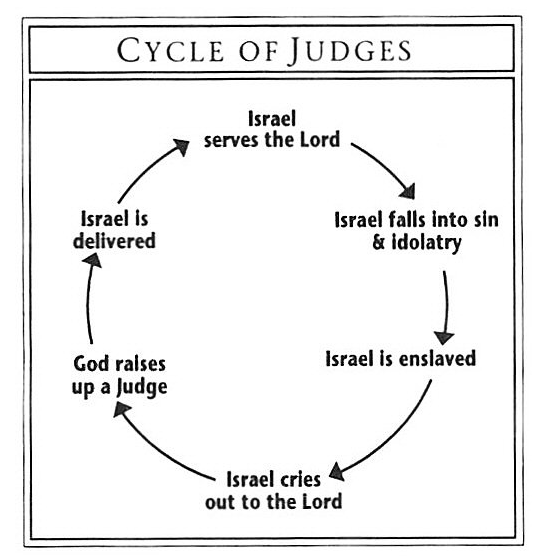 CYCLE OF JUDGES
Israel
serves the Lord
Israel falls into sin
& idolatry
Israel is enslaved
Israel cries
out to the Lord
God raises
up a Judge
Israel is
delivered